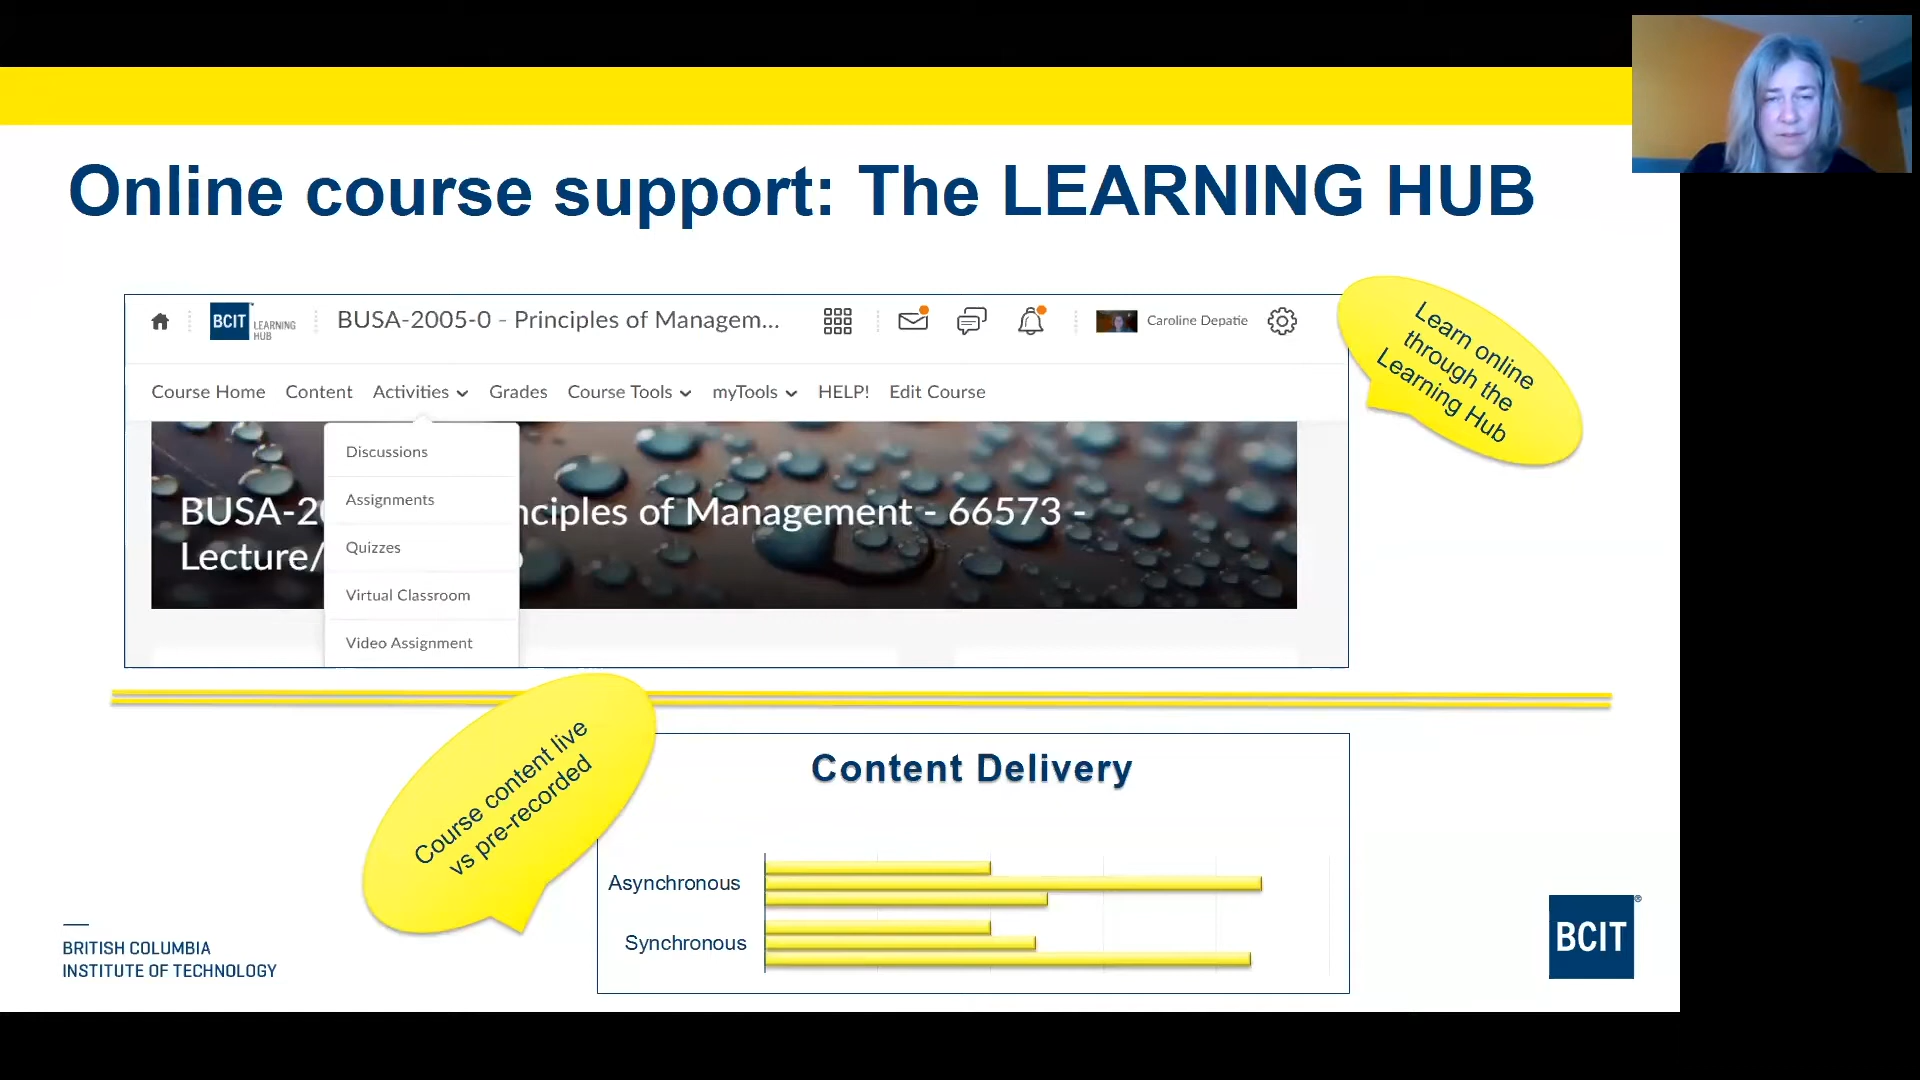 Online course support: The LEARNING HUB
BCIT LEARNING HUB
BUSA-2005-0 - Principles of Managem...
Caroline Depatie
Course Home Content Activities Grades Course Tools myTools HELP! Edit Course
Discussions
Assignments
Quizzes
Virtual Classroom
Video Assignment
BUSA-20 nciples of Management - 66573 -
Lecture/
Learn online
through the
Learning Hub
Course content live
vs pre-recorded
Content Delivery
Asynchronous
Synchronous
BRITISH COLUMBIA
INSTITUTE OF TECHNOLOGY
BCIT®